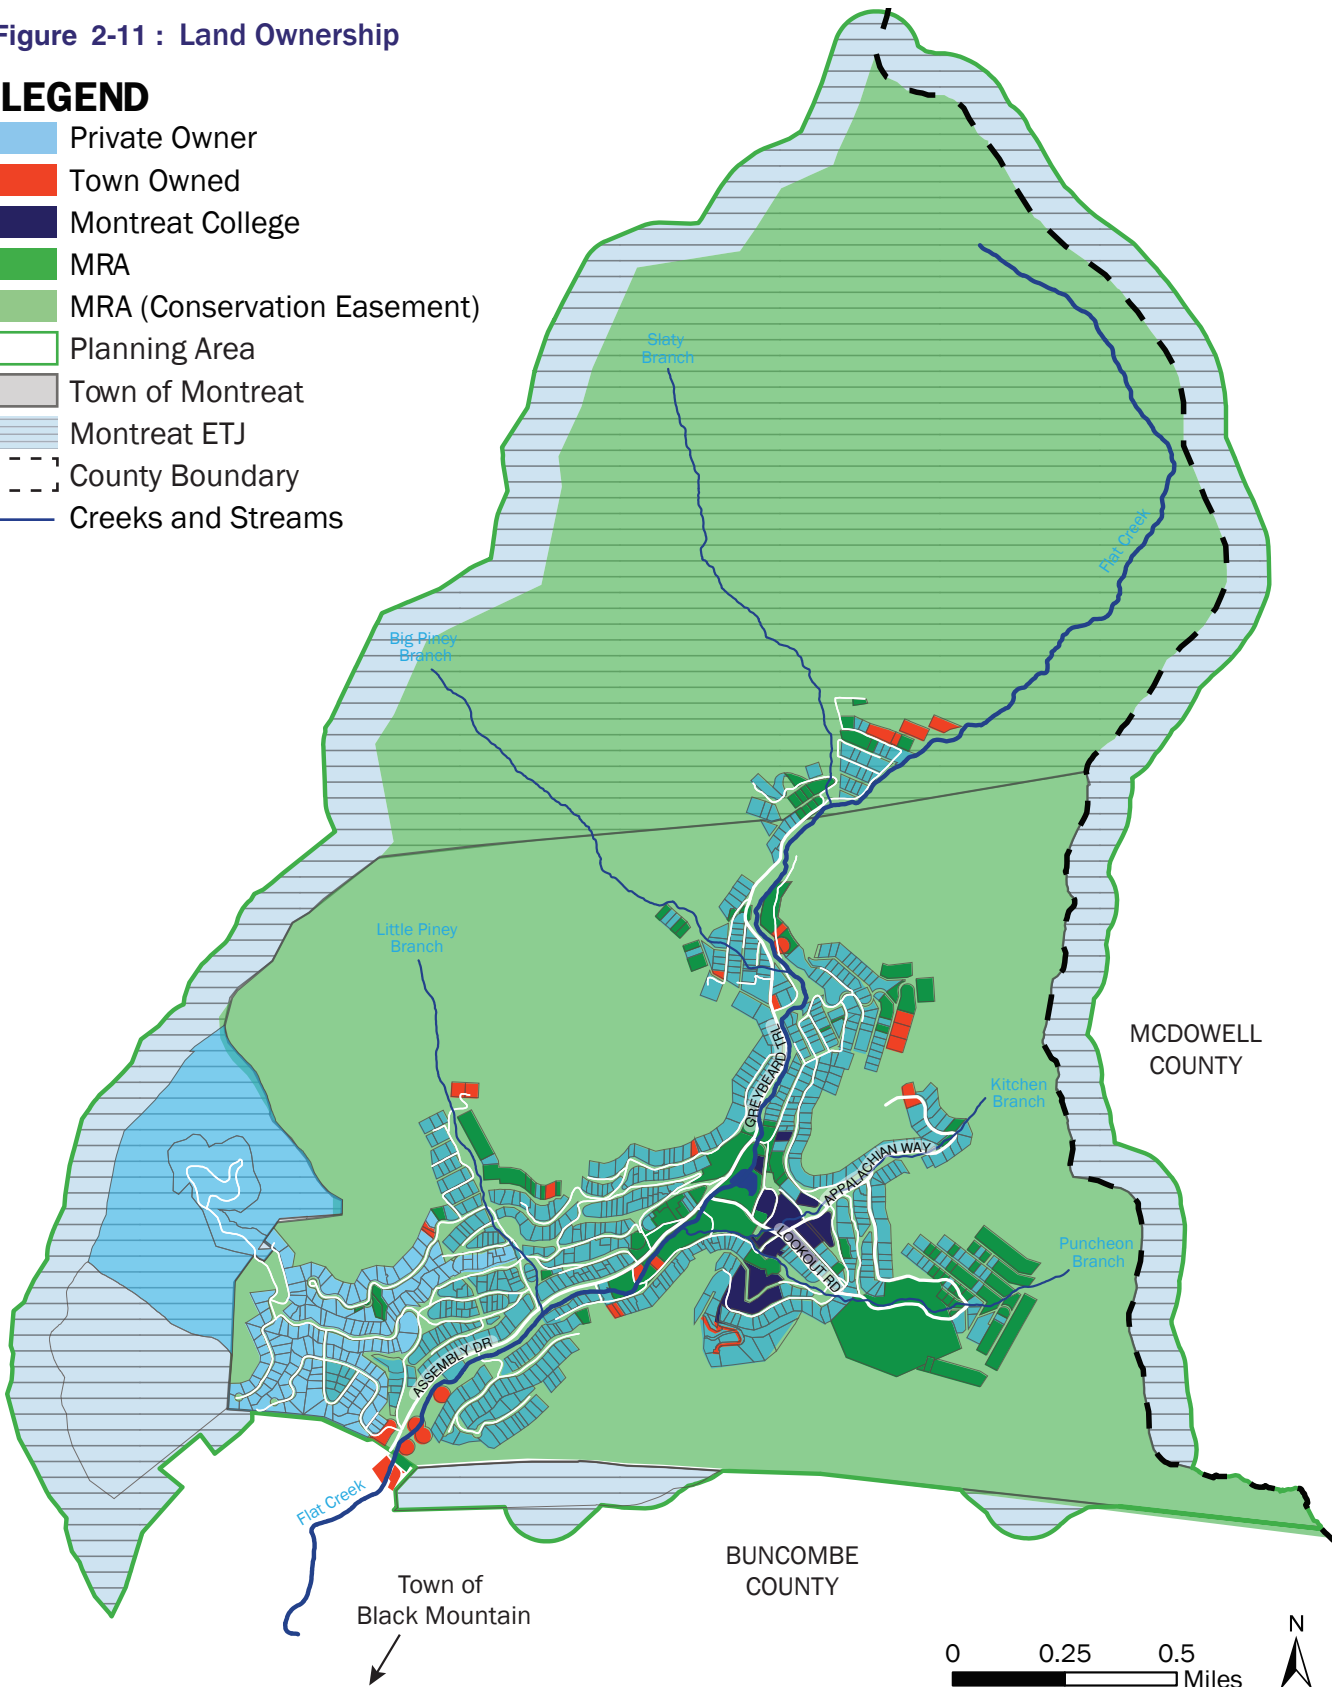 Figure 2-11 : Land Ownership
LEGEND
Private Owner
Town Owned
Montreat College
MRA
MRA (Conservation Easement)
Planning Area
Town of Montreat
Montreat ETJ
County Boundary
Creeks and Streams
Slaty
Branch
Flat Creek
Big Piney
Branch
Little Piney
Branch
MCDOWELL
COUNTY
GREYBEARD TRL
Kitchen
Branch
APPALACHIAN WAY
LOOKOUT RD
Puncheon
Branch
ASSEMBLY DR
Flat Creek
BUNCOMBE
COUNTY
Town of
Black Mountain
N
0 0.25 0.5
Miles